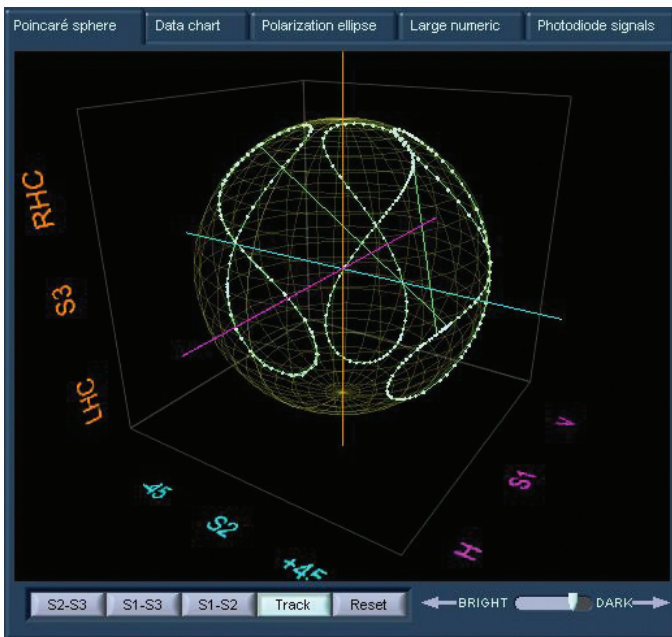 Poincaré sphere
Data chart
Polarization ellipse
Large numeric
Photodiode signals
RHC
S3
LHC
-45
S2
+45
V
S1
H
S2-S3
S1-S3
S1-S2
Track
Reset
BRIGHT
DARK